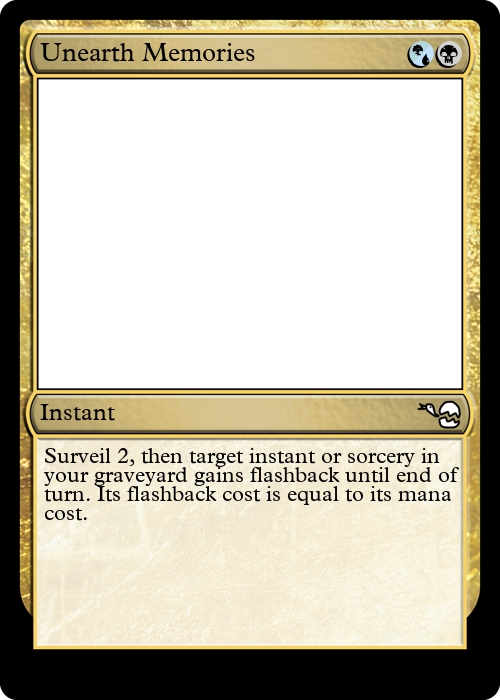 Unearth Memories
Instant
Surveil 2, then target instant or sorcery in
your graveyard gains flashback until end of
turn. Its flashback cost is equal to its mana
cost.